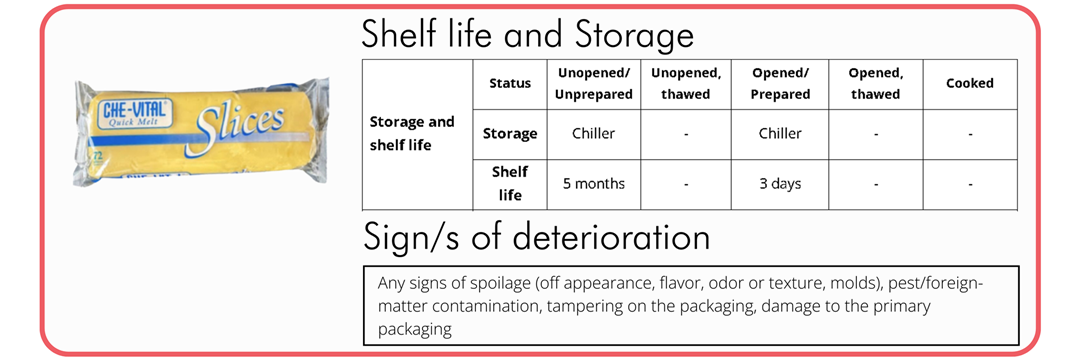 Shelf life and Storage
CHE-VITAL®
Quick Melt
Slices
72
Storage and shelf life
Status
Unopened/ Unprepared
Unopened, thawed
Opened/ Prepared
Opened, thawed
Cooked
Storage
Chiller
-
Chiller
-
-
Shelf life
5 months
-
3 days
-
-
Sign/s of deterioration
Any signs of spoilage (off appearance, flavor, odor or texture, molds), pest/foreign-
matter contamination, tampering on the packaging, damage to the primary
packaging